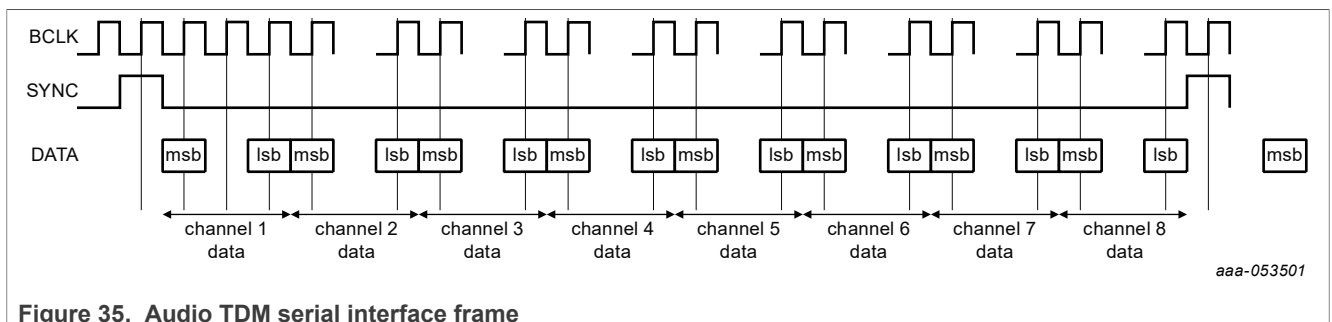 BCLK
SYNC
DATA
msb lsb msb lsb msb lsb msb lsb msb lsb msb lsb msb lsb msb lsb msb
channel 1 channel 2 channel 3 channel 4 channel 5 channel 6 channel 7 channel 8
data data data data data data data data
aaa-053501
Figure 35. Audio TDM serial interface frame